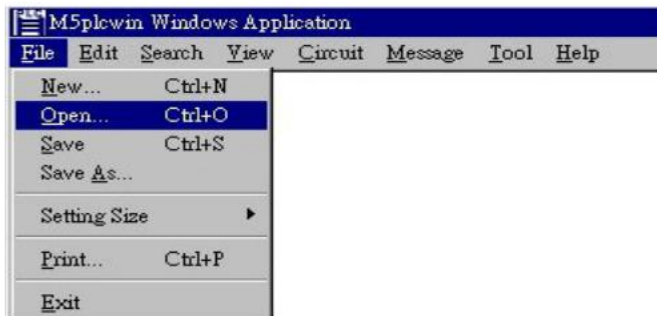 M5plcwin Windows Application
File Edit Search View Circuit Message Tool Help
New... Ctrl+N
Open... Ctrl+O
Save Ctrl+S
Save As...
Setting Size
Print... Ctrl+P
Exit